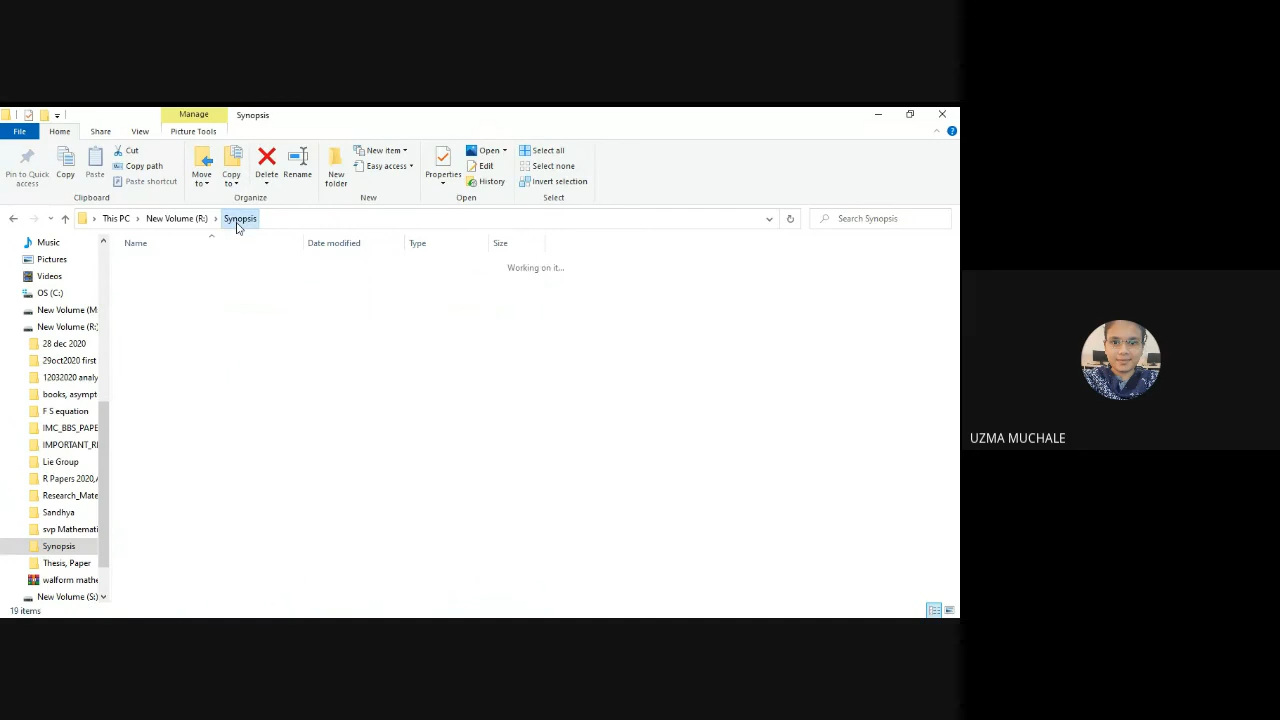 Manage
Synopsis
File
Home
Share
View
Picture Tools
Pin to Quick
access
Copy
Paste
Cut
Copy path
Paste shortcut
Clipboard
Move
to
Copy
to
Delete
Rename
Organize
New
folder
New item
Easy access
New
Properties
Open
Edit
History
Open
Select all
Select none
Invert selection
Select
This PC
New Volume (R:)
Synopsis
Search Synopsis
Name
Date modified
Type
Size
Working on it...
Music
Pictures
Videos
OS (C:)
New Volume (M
New Volume (R:)
28 dec 2020
29oct2020 first
12032020 analy
books, asympt
F S equation
IMC_BBS_PAPE
IMPORTANT_RI
Lie Group
R Papers 2020,A
Research_Mate
Sandhya
svp Mathemati
Synopsis
Thesis, Paper
walform mathe
New Volume (S:)
19 items
UZMA MUCHALE